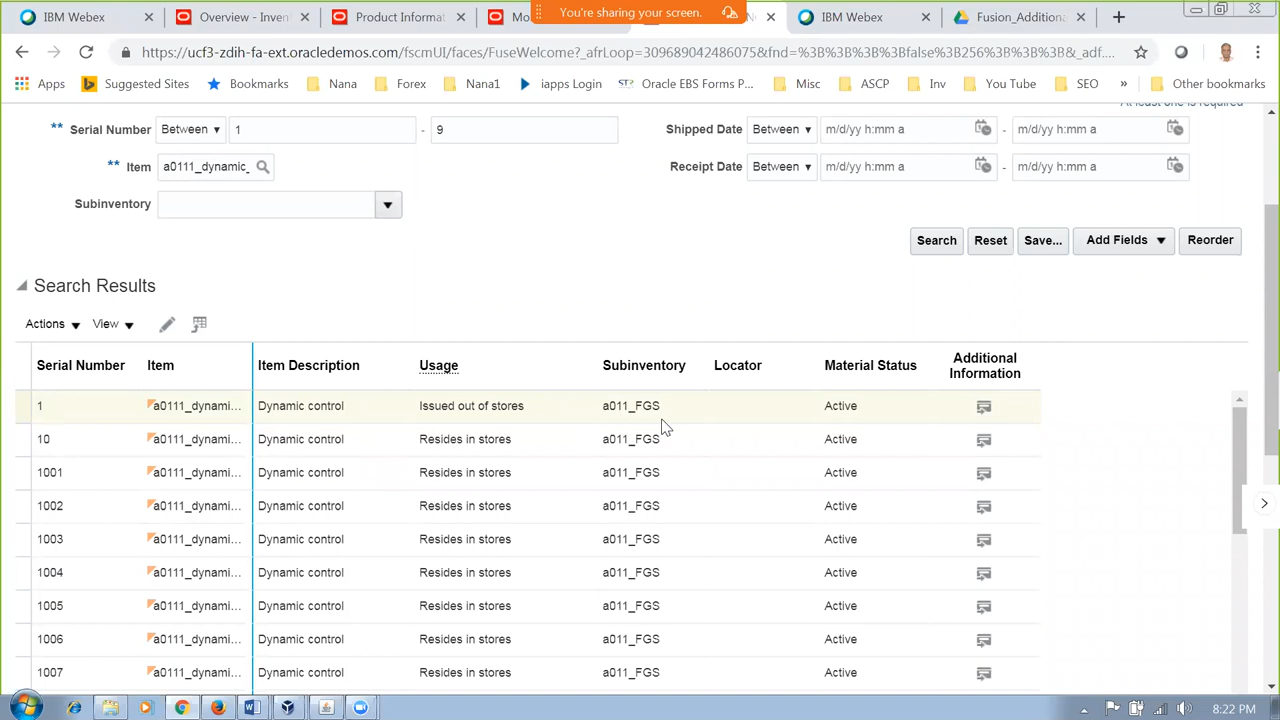 IBM Webex × Overview - Invent × Product Informat × Mo You're sharing your screen. × IBM Webex × Fusion_Additiona × +
https://ucf3-zdih-fa-ext.oracledemos.com/fscmUI/faces/FuseWelcome?_afrLoop=309689042486075&fnd=%3B%3B%3B%3Bfalse%3B256%3B%3B%3B&_adf....
Apps Suggested Sites Bookmarks Nana Forex Nana1 iapps Login Oracle EBS Forms P... Misc ASCP Inv You Tube SEO » Other bookmarks
At least one is required
** Serial Number Between 1 - 9 Shipped Date Between m/d/yy h:mm a - m/d/yy h:mm a
** Item a0111_dynamic_ Receipt Date Between m/d/yy h:mm a - m/d/yy h:mm a
Subinventory
Search Reset Save... Add Fields Reorder
Search Results
Actions View
Serial Number Item Item Description Usage Subinventory Locator Material Status Additional Information
1 a0111_dynami... Dynamic control Issued out of stores a011_FGS Active
10 a0111_dynami... Dynamic control Resides in stores a011_FGS Active
1001 a0111_dynami... Dynamic control Resides in stores a011_FGS Active
1002 a0111_dynami... Dynamic control Resides in stores a011_FGS Active
1003 a0111_dynami... Dynamic control Resides in stores a011_FGS Active
1004 a0111_dynami... Dynamic control Resides in stores a011_FGS Active
1005 a0111_dynami... Dynamic control Resides in stores a011_FGS Active
1006 a0111_dynami... Dynamic control Resides in stores a011_FGS Active
1007 a0111_dynami... Dynamic control Resides in stores a011_FGS Active
8:22 PM